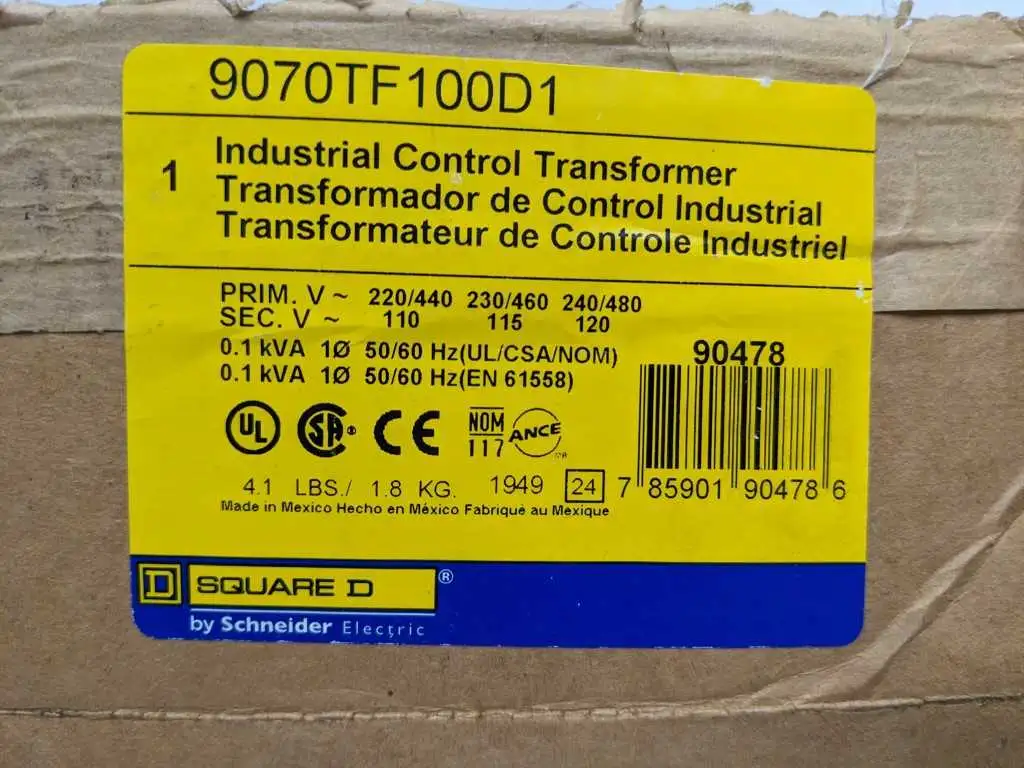 9070TF100D1
1
Industrial Control Transformer
Transformador de Control Industrial
Transformateur de Controle Industriel
PRIM. V ~ 220/440 230/460 240/480
SEC. V ~ 110 115 120
0.1 kVA 1Ø 50/60 Hz(UL/CSA/NOM)
0.1 kVA 1Ø 50/60 Hz(EN 61558)
90478
UL SA ® CE NOM 117 ANCE MR
4.1 LBS./ 1.8 KG. 1949 24 7 85901 90478 6
Made in Mexico Hecho en México Fabriqué au Mexique
D SQUARE D ®
by Schneider Electric